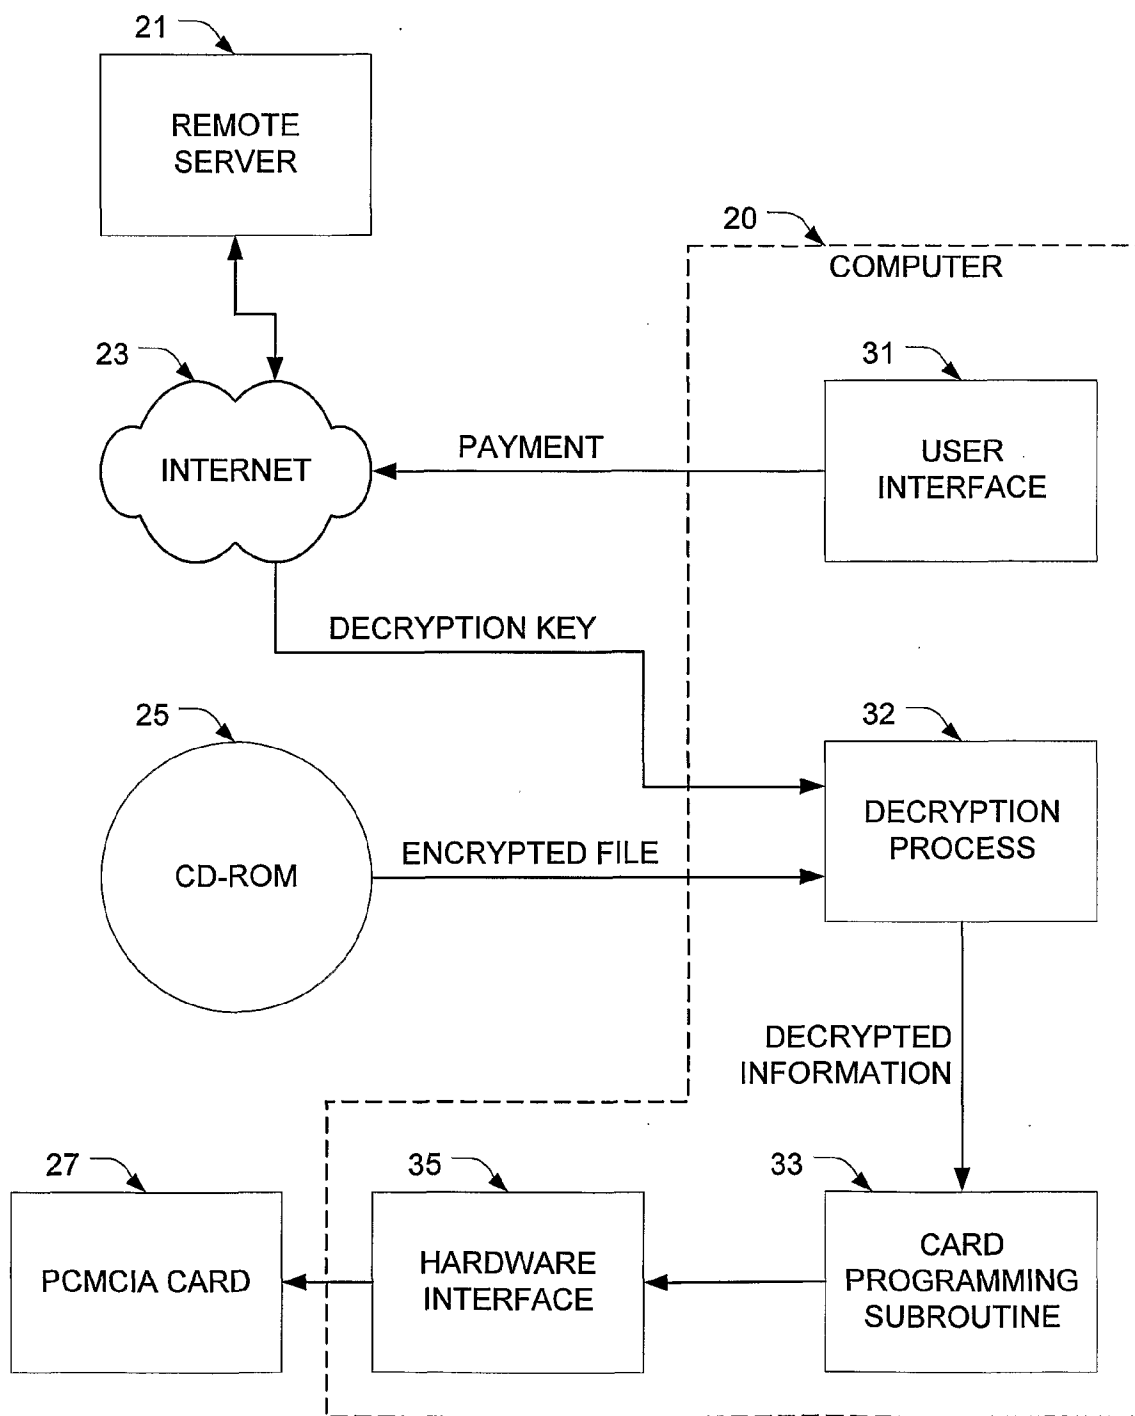 21
REMOTE
SERVER
20
COMPUTER
23
INTERNET
PAYMENT
31
USER
INTERFACE
DECRYPTION KEY
25
CD-ROM
ENCRYPTED FILE
32
DECRYPTION
PROCESS
DECRYPTED
INFORMATION
27
PCMCIA CARD
35
HARDWARE
INTERFACE
33
CARD
PROGRAMMING
SUBROUTINE